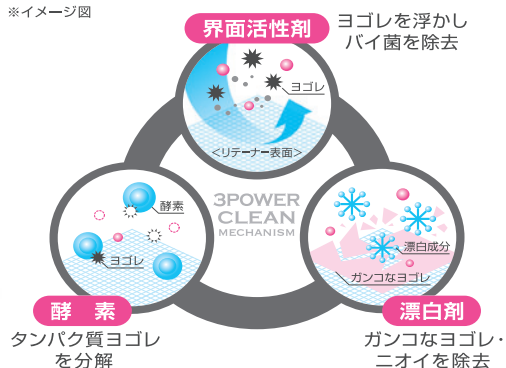 ※イメージ図
界面活性剤
ヨゴレを浮かし
バイ菌を除去
ヨゴレ
＜リテーナー表面＞
3POWER
CLEAN
MECHANISM
酵素
ヨゴレ
酵　素
タンパク質ヨゴレ
を分解
漂白成分
ガンコなヨゴレ
漂白剤
ガンコなヨゴレ・
ニオイを除去